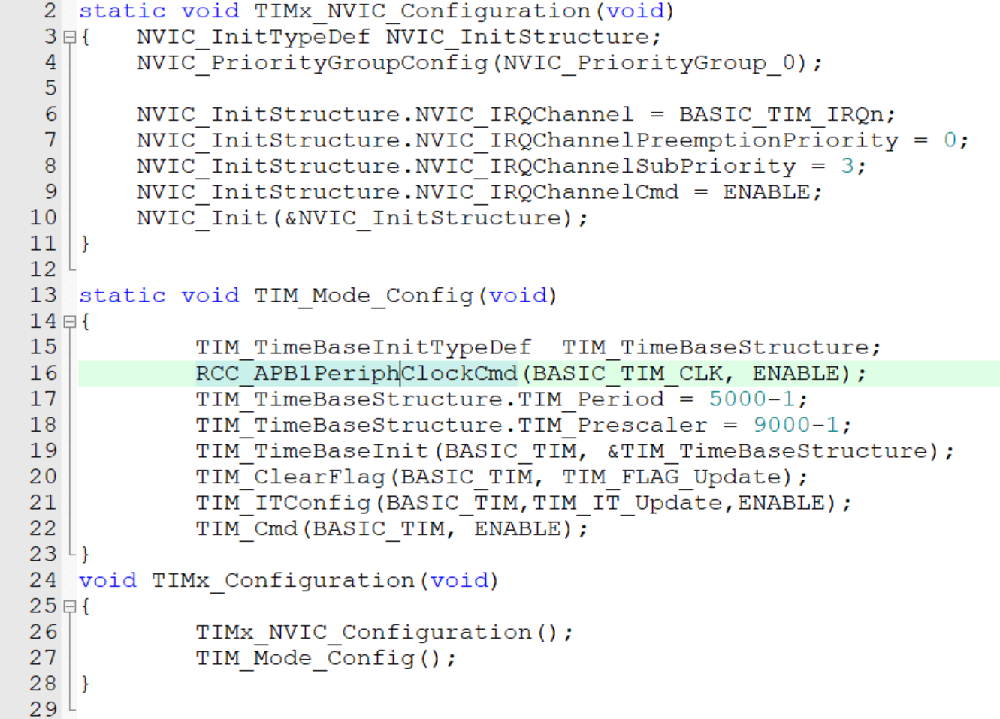 2 static void TIMx_NVIC_Configuration(void)
3 { NVIC_InitTypeDef NVIC_InitStructure;
4 NVIC_PriorityGroupConfig(NVIC_PriorityGroup_0);
5
6 NVIC_InitStructure.NVIC_IRQChannel = BASIC_TIM_IRQn;
7 NVIC_InitStructure.NVIC_IRQChannelPreemptionPriority = 0;
8 NVIC_InitStructure.NVIC_IRQChannelSubPriority = 3;
9 NVIC_InitStructure.NVIC_IRQChannelCmd = ENABLE;
10 NVIC_Init(&NVIC_InitStructure);
11 }
12
13 static void TIM_Mode_Config(void)
14 {
15 TIM_TimeBaseInitTypeDef  TIM_TimeBaseStructure;
16 RCC_APB1PeriphClockCmd(BASIC_TIM_CLK, ENABLE);
17 TIM_TimeBaseStructure.TIM_Period = 5000-1;
18 TIM_TimeBaseStructure.TIM_Prescaler = 9000-1;
19 TIM_TimeBaseInit(BASIC_TIM, &TIM_TimeBaseStructure);
20 TIM_ClearFlag(BASIC_TIM, TIM_FLAG_Update);
21 TIM_ITConfig(BASIC_TIM,TIM_IT_Update,ENABLE);
22 TIM_Cmd(BASIC_TIM, ENABLE);
23 }
24 void TIMx_Configuration(void)
25 {
26 TIMx_NVIC_Configuration();
27 TIM_Mode_Config();
28 }
29